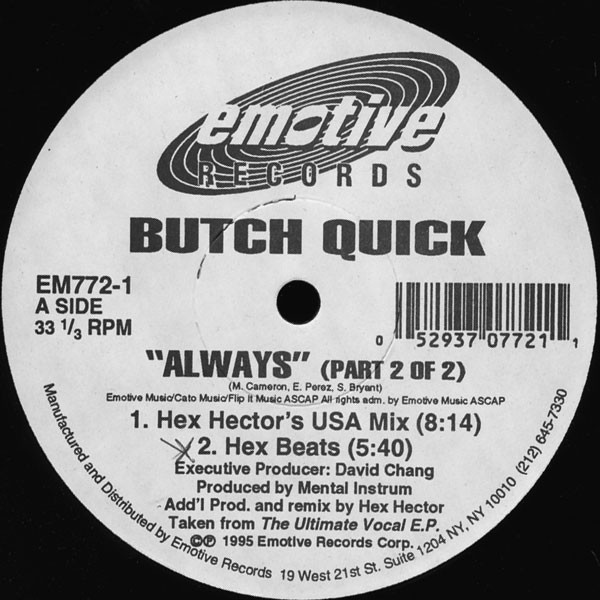 emotive
RECORDS
BUTCH QUICK
EM772-1
A SIDE
33 1/3 RPM
0 52937 07721 1
"ALWAYS" (PART 2 OF 2)
(M. Cameron, E. Perez, S. Bryant)
Emotive Music/Cato Music/Flip It Music ASCAP All rights adm. by Emotive Music ASCAP
1. Hex Hector's USA Mix (8:14)
2. Hex Beats (5:40)
Executive Producer: David Chang
Produced by Mental Instrum
Add'l Prod. and remix by Hex Hector
Taken from The Ultimate Vocal E.P.
©℗ 1995 Emotive Records Corp.
Manufactured and Distributed by Emotive Records 19 West 21st St. Suite 1204 NY, NY 10010 (212) 645-7330